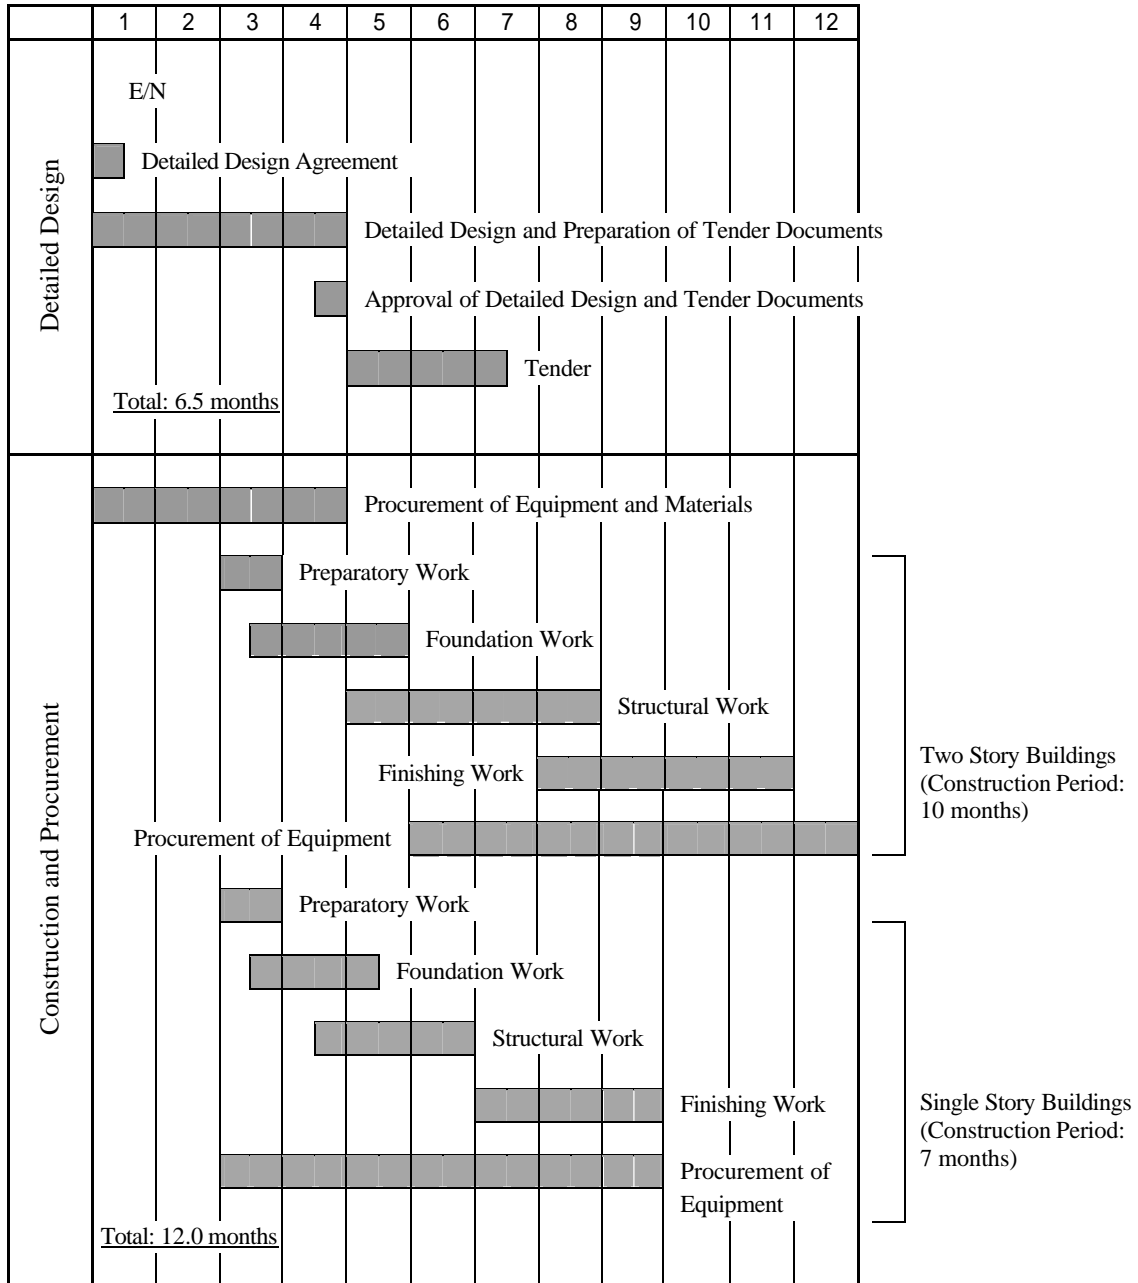 1 2 3 4 5 6 7 8 9 10 11 12
Detailed Design
E/N
Detailed Design Agreement
Detailed Design and Preparation of Tender Documents
Approval of Detailed Design and Tender Documents
Tender
Total: 6.5 months
Construction and Procurement
Procurement of Equipment and Materials
Preparatory Work
Foundation Work
Structural Work
Finishing Work
Procurement of Equipment
Two Story Buildings
(Construction Period:
10 months)
Preparatory Work
Foundation Work
Structural Work
Finishing Work
Procurement of
Equipment
Single Story Buildings
(Construction Period:
7 months)
Total: 12.0 months